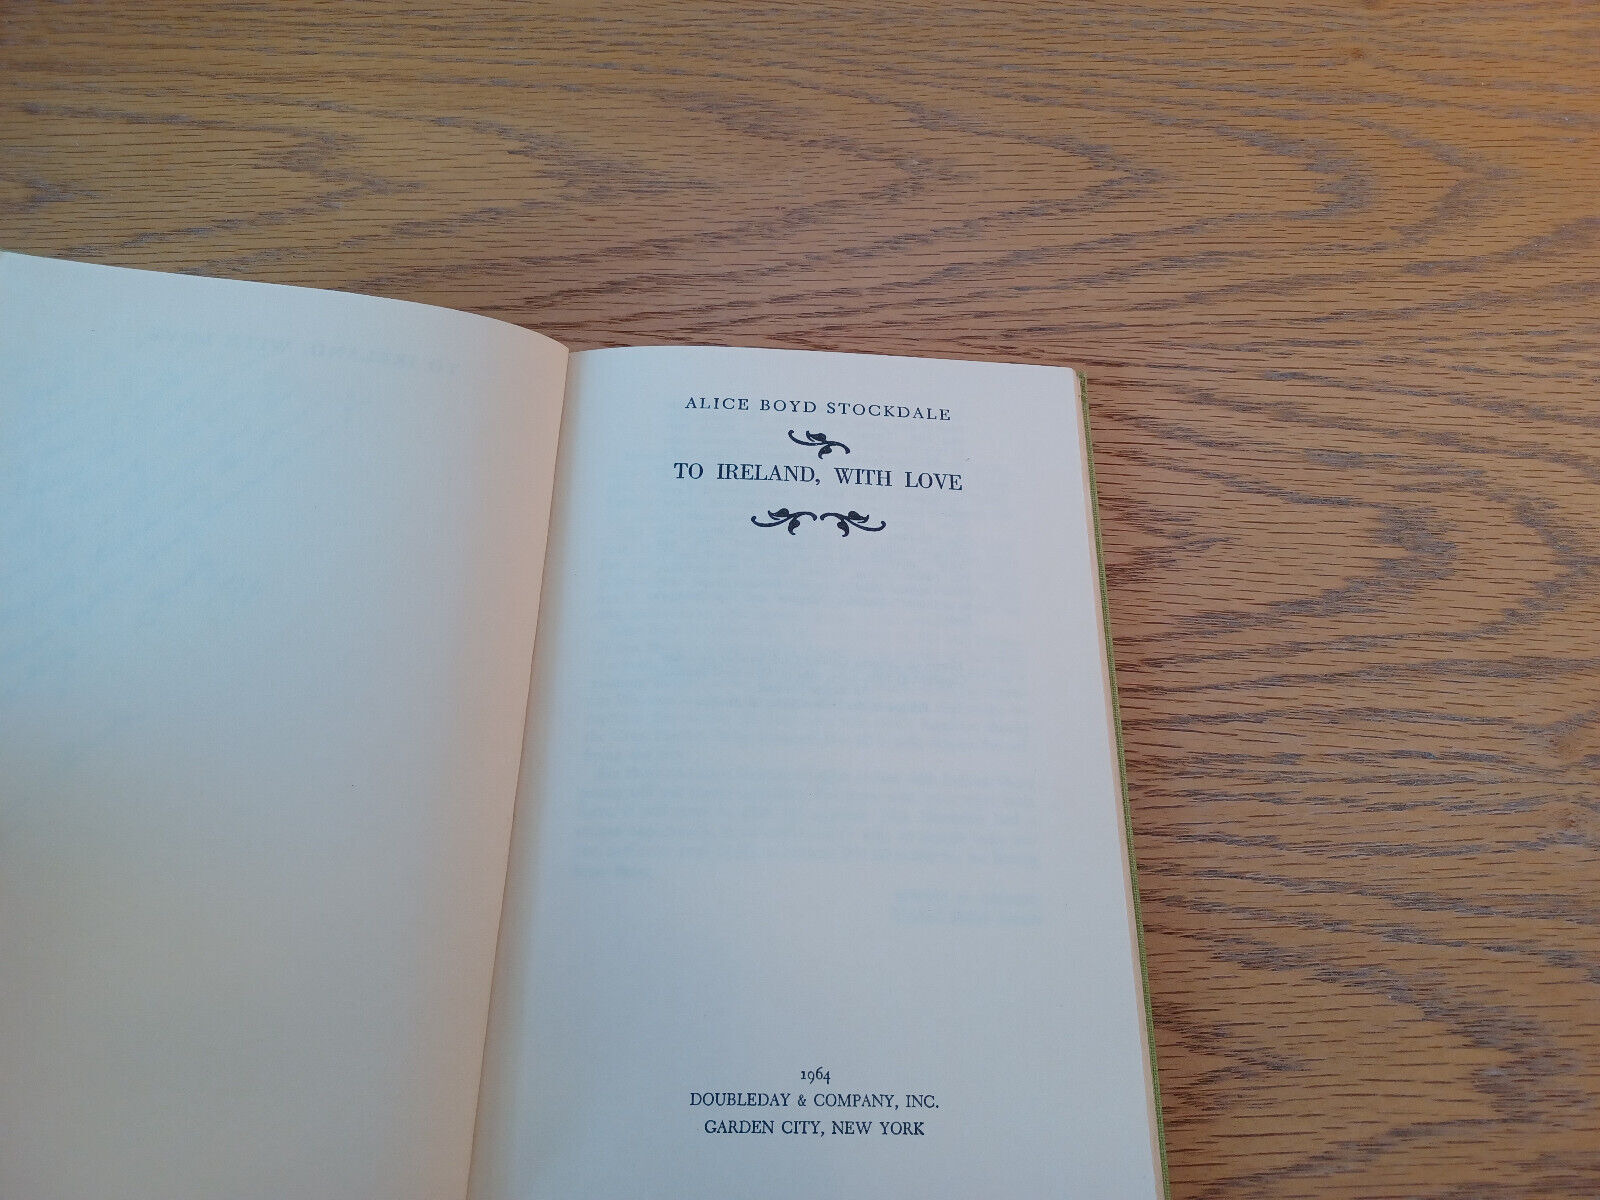 ALICE BOYD STOCKDALE
TO IRELAND, WITH LOVE
1964
DOUBLEDAY & COMPANY, INC.
GARDEN CITY, NEW YORK